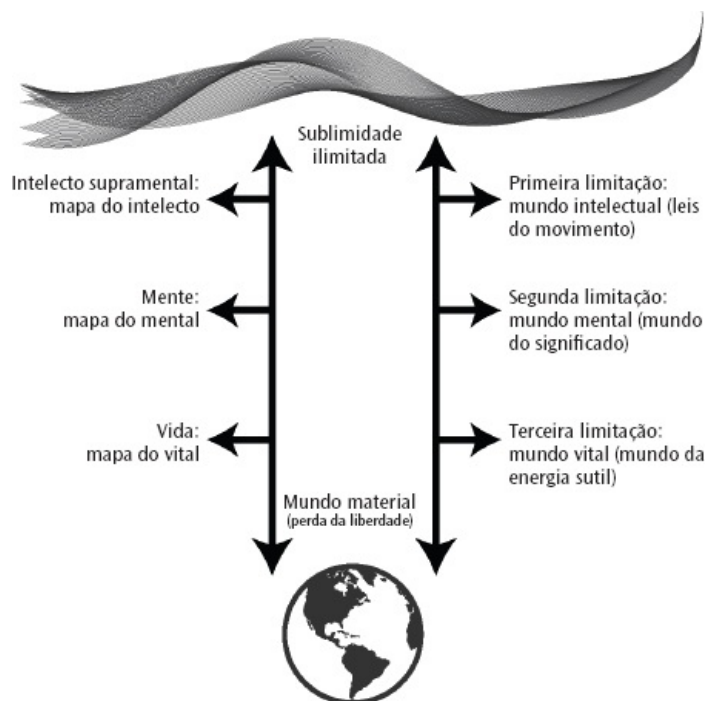 Sublimidade
ilimitada
Intelecto supramental:
mapa do intelecto
Primeira limitação:
mundo intelectual (leis
do movimento)
Mente:
mapa do mental
Segunda limitação:
mundo mental (mundo
do significado)
Vida:
mapa do vital
Terceira limitação:
mundo vital (mundo da
energia sutil)
Mundo material
(perda da liberdade)